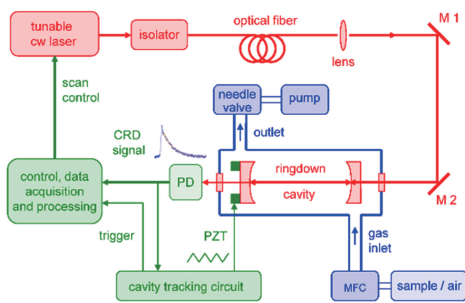 tunable
cw laser
isolator
optical fiber
lens
M 1
scan
control
needle
valve
pump
outlet
CRD
signal
control, data
acquisition
and processing
PD
ringdown
cavity
M 2
trigger
PZT
gas
inlet
cavity tracking circuit
MFC
sample / air